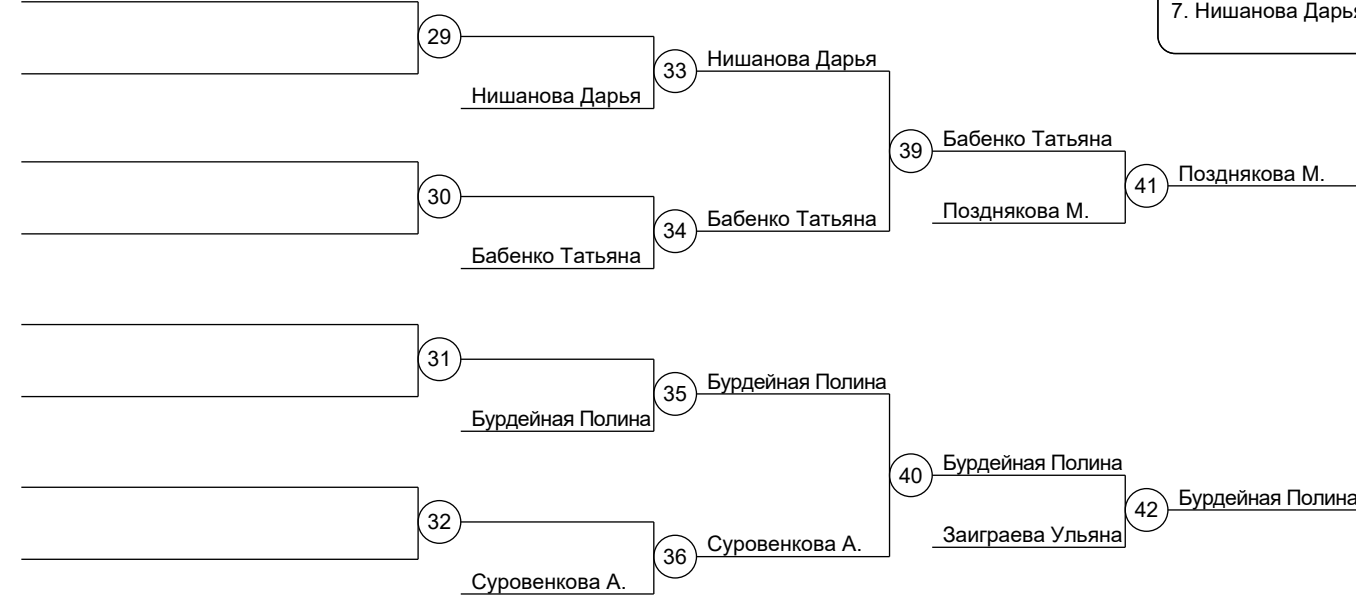 7. Нишанова Дарья
29
33
Нишанова Дарья
Нишанова Дарья
39
Бабенко Татьяна
41
Позднякова М.
30
34
Бабенко Татьяна
Позднякова М.
Бабенко Татьяна
31
35
Бурдейная Полина
Бурдейная Полина
40
Бурдейная Полина
42
Бурдейная Полина
32
36
Суровенкова А.
Заиграева Ульяна
Суровенкова А.